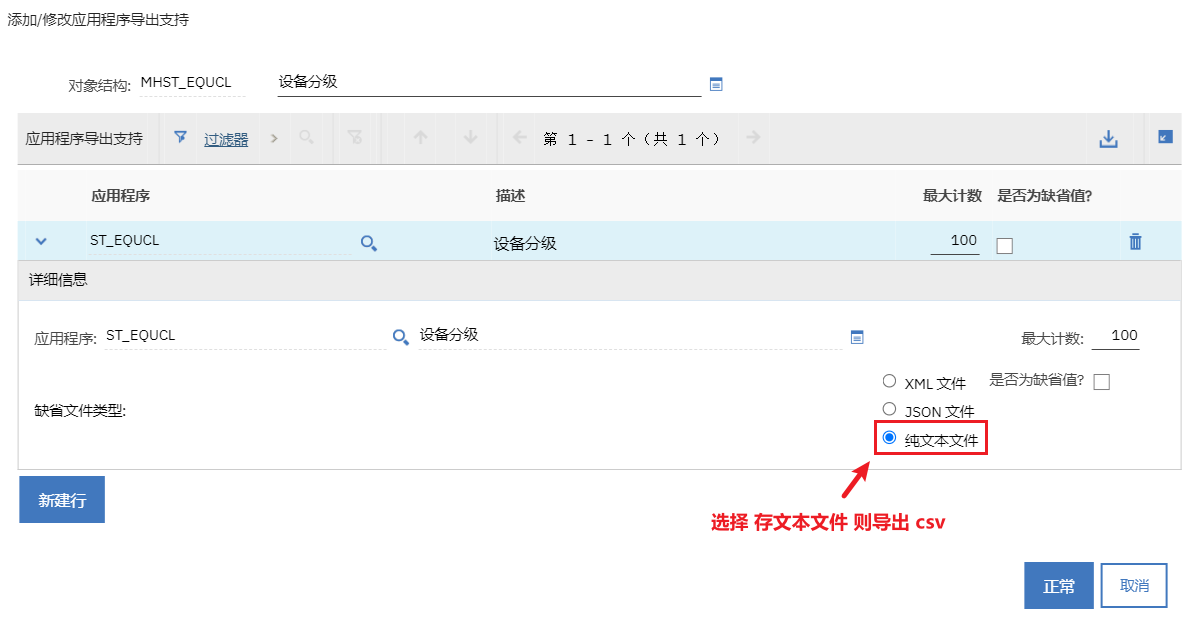 添加/修改应用程序导出支持
对象结构: MHST_EQUCL 设备分级
应用程序导出支持 过滤器 第 1 - 1 个（共 1 个）
应用程序 描述 最大计数 是否为缺省值?
ST_EQUCL 设备分级 100
详细信息
应用程序: ST_EQUCL 设备分级 最大计数: 100
XML 文件 是否为缺省值?
缺省文件类型: JSON 文件
纯文本文件
新建行
选择 存文本文件 则导出 csv
正常 取消